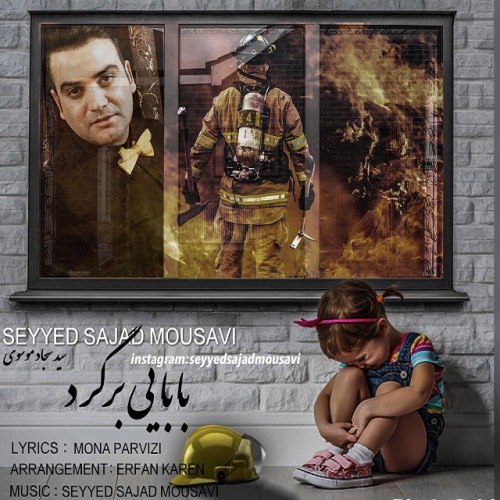 SEYYED SAJAD MOUSAVI
سید سجاد موسوی
instagram:seyyedsajadmousavi
بابایی برگرد
LYRICS : MONA PARVIZI
ARRANGEMENT : ERFAN KAREN
MUSIC : SEYYED SAJAD MOUSAVI